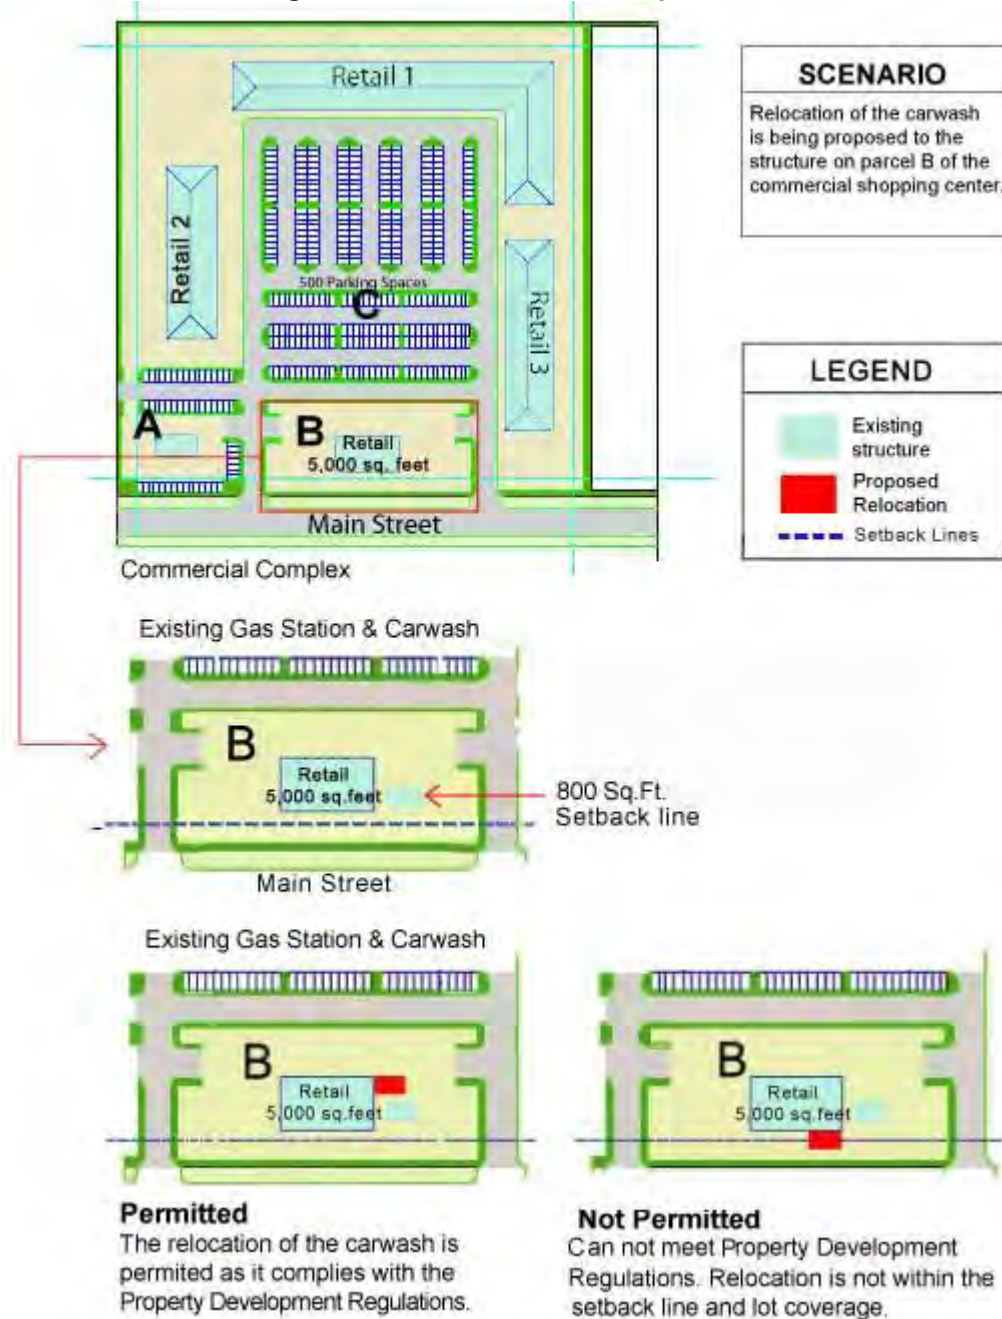 Retail 1
SCENARIO
Relocation of the carwash
is being proposed to the
structure on parcel B of the
commercial shopping center.
Retail 2
500 Parking Spaces
C
Retail 3
LEGEND
Existing
structure
Proposed
Relocation
Setback Lines
A
B
Retail
5,000 sq. feet
Main Street
Commercial Complex
Existing Gas Station & Carwash
B
Retail
5,000 sq.feet
800 Sq.Ft.
Setback line
Main Street
Existing Gas Station & Carwash
B
Retail
5,000 sq.feet
B
Retail
5,000 sq.feet
Permitted
The relocation of the carwash is
permited as it complies with the
Property Development Regulations.
Not Permitted
Can not meet Property Development
Regulations. Relocation is not within the
setback line and lot coverage.